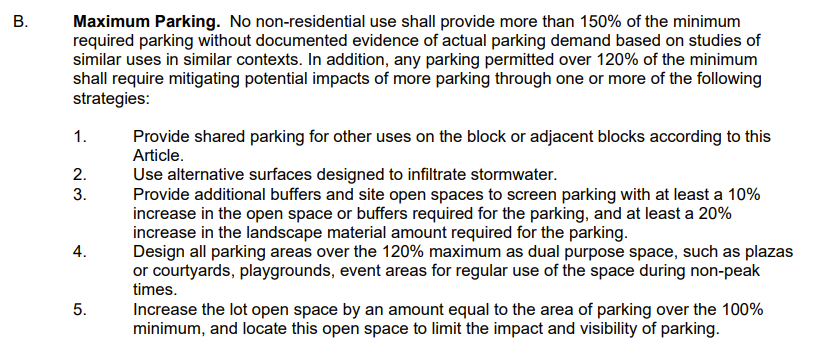 B. Maximum Parking. No non-residential use shall provide more than 150% of the minimum
required parking without documented evidence of actual parking demand based on studies of
similar uses in similar contexts. In addition, any parking permitted over 120% of the minimum
shall require mitigating potential impacts of more parking through one or more of the following
strategies:
1. Provide shared parking for other uses on the block or adjacent blocks according to this
Article.
2. Use alternative surfaces designed to infiltrate stormwater.
3. Provide additional buffers and site open spaces to screen parking with at least a 10%
increase in the open space or buffers required for the parking, and at least a 20%
increase in the landscape material amount required for the parking.
4. Design all parking areas over the 120% maximum as dual purpose space, such as plazas
or courtyards, playgrounds, event areas for regular use of the space during non-peak
times.
5. Increase the lot open space by an amount equal to the area of parking over the 100%
minimum, and locate this open space to limit the impact and visibility of parking.